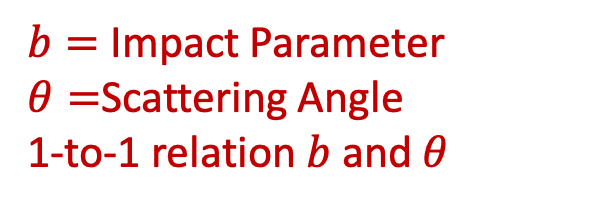 b = Impact Parameter
θ =Scattering Angle
1-to-1 relation b and θ